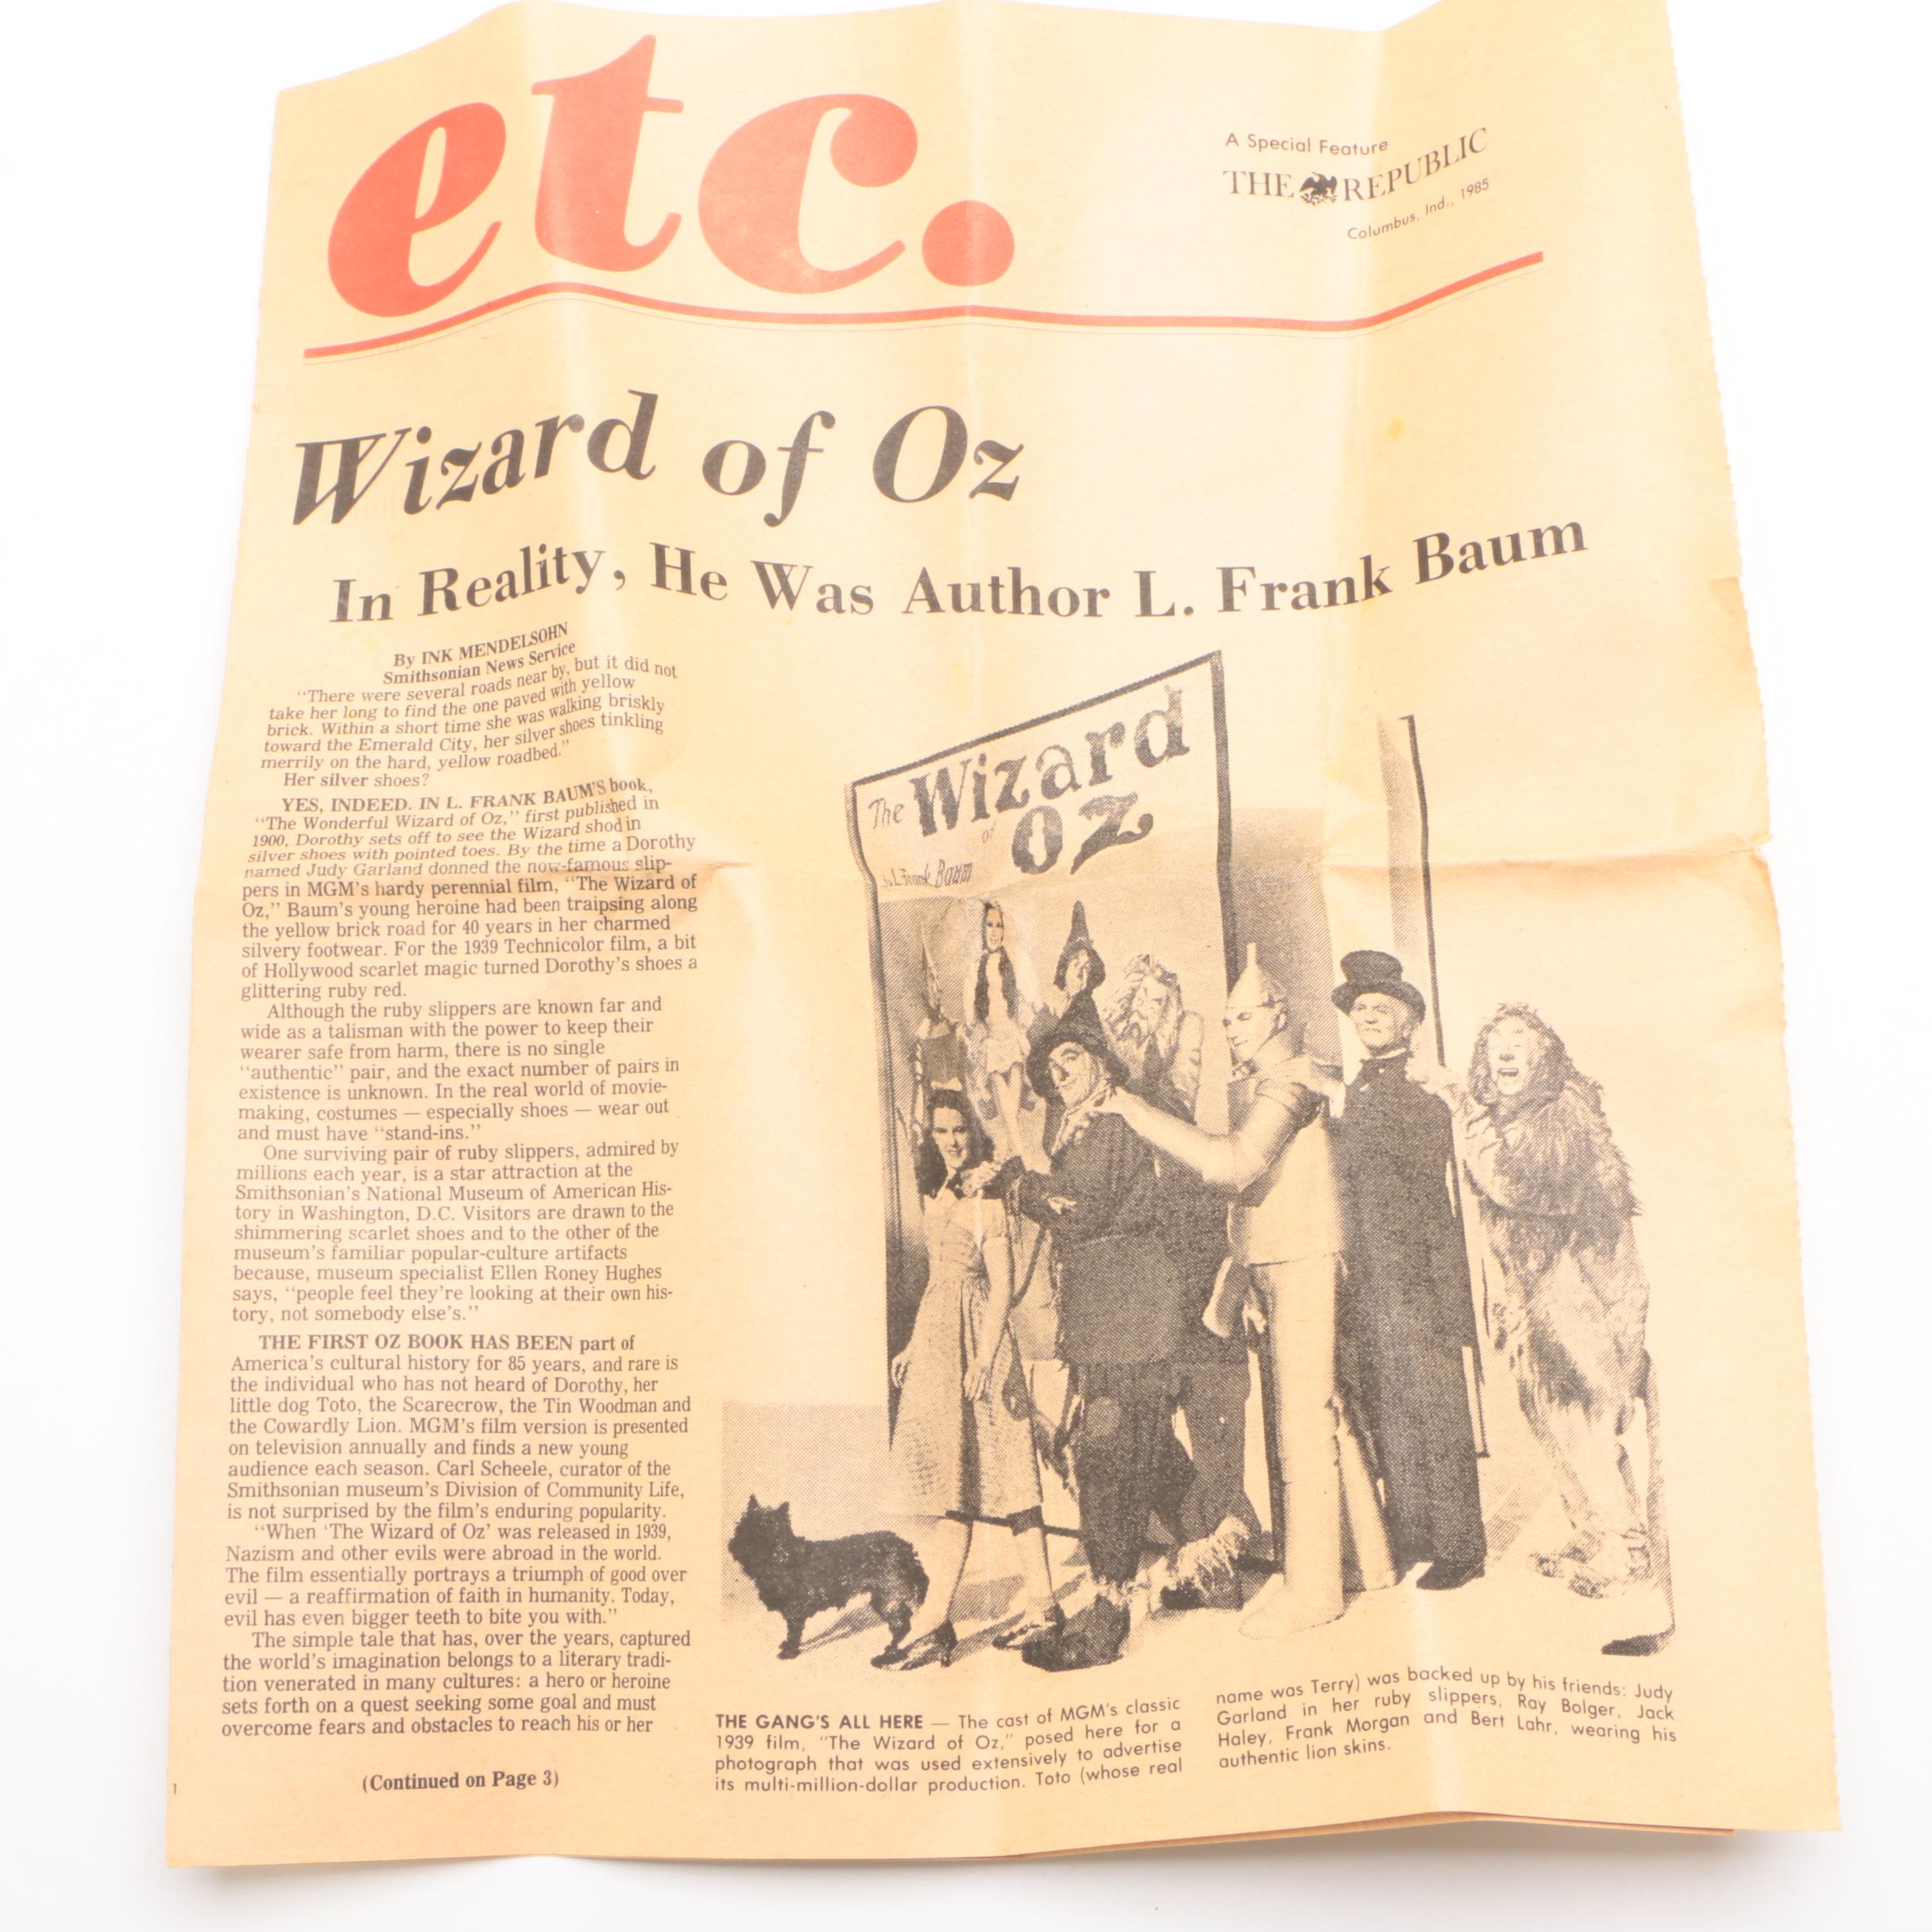 etc.
A Special Feature
THE REPUBLIC
Columbus, Ind., 1985
Wizard of Oz
In Reality, He Was Author L. Frank Baum
By INK MENDELSOHN
Smithsonian News Service
“There were several roads near by, but it did not
take her long to find the one paved with yellow
brick. Within a short time she was walking briskly
toward the Emerald City, her silver shoes tinkling
merrily on the hard, yellow roadbed.”
Her silver shoes?
YES, INDEED. IN L. FRANK BAUM'S book,
“The Wonderful Wizard of Oz,” first published in
1900, Dorothy sets off to see the Wizard shod in
silver shoes with pointed toes. By the time a Dorothy
named Judy Garland donned the now-famous slip-
pers in MGM's hardy perennial film, “The Wizard of
Oz,” Baum's young heroine had been traipsing along
the yellow brick road for 40 years in her charmed
silvery footwear. For the 1939 Technicolor film, a bit
of Hollywood scarlet magic turned Dorothy's shoes a
glittering ruby red.
Although the ruby slippers are known far and
wide as a talisman with the power to keep their
wearer safe from harm, there is no single
“authentic” pair, and the exact number of pairs in
existence is unknown. In the real world of movie-
making, costumes — especially shoes — wear out
and must have “stand-ins.”
One surviving pair of ruby slippers, admired by
millions each year, is a star attraction at the
Smithsonian's National Museum of American His-
tory in Washington, D.C. Visitors are drawn to the
shimmering scarlet shoes and to the other of the
museum's familiar popular-culture artifacts
because, museum specialist Ellen Roney Hughes
says, “people feel they're looking at their own his-
tory, not somebody else's.”
THE FIRST OZ BOOK HAS BEEN part of
America's cultural history for 85 years, and rare is
the individual who has not heard of Dorothy, her
little dog Toto, the Scarecrow, the Tin Woodman and
the Cowardly Lion. MGM's film version is presented
on television annually and finds a new young
audience each season. Carl Scheele, curator of the
Smithsonian museum's Division of Community Life,
is not surprised by the film's enduring popularity.
“When ‘The Wizard of Oz’ was released in 1939,
Nazism and other evils were abroad in the world.
The film essentially portrays a triumph of good over
evil — a reaffirmation of faith in humanity. Today,
evil has even bigger teeth to bite you with.”
The simple tale that has, over the years, captured
the world's imagination belongs to a literary tradi-
tion venerated in many cultures: a hero or heroine
sets forth on a quest seeking some goal and must
overcome fears and obstacles to reach his or her
(Continued on Page 3)
1
The Wizard
of OZ
by L. Frank Baum
THE GANG'S ALL HERE — The cast of MGM's classic
1939 film, “The Wizard of Oz,” posed here for a
photograph that was used extensively to advertise
its multi-million-dollar production. Toto (whose real
name was Terry) was backed up by his friends: Judy
Garland in her ruby slippers, Ray Bolger, Jack
Haley, Frank Morgan and Bert Lahr, wearing his
authentic lion skins.